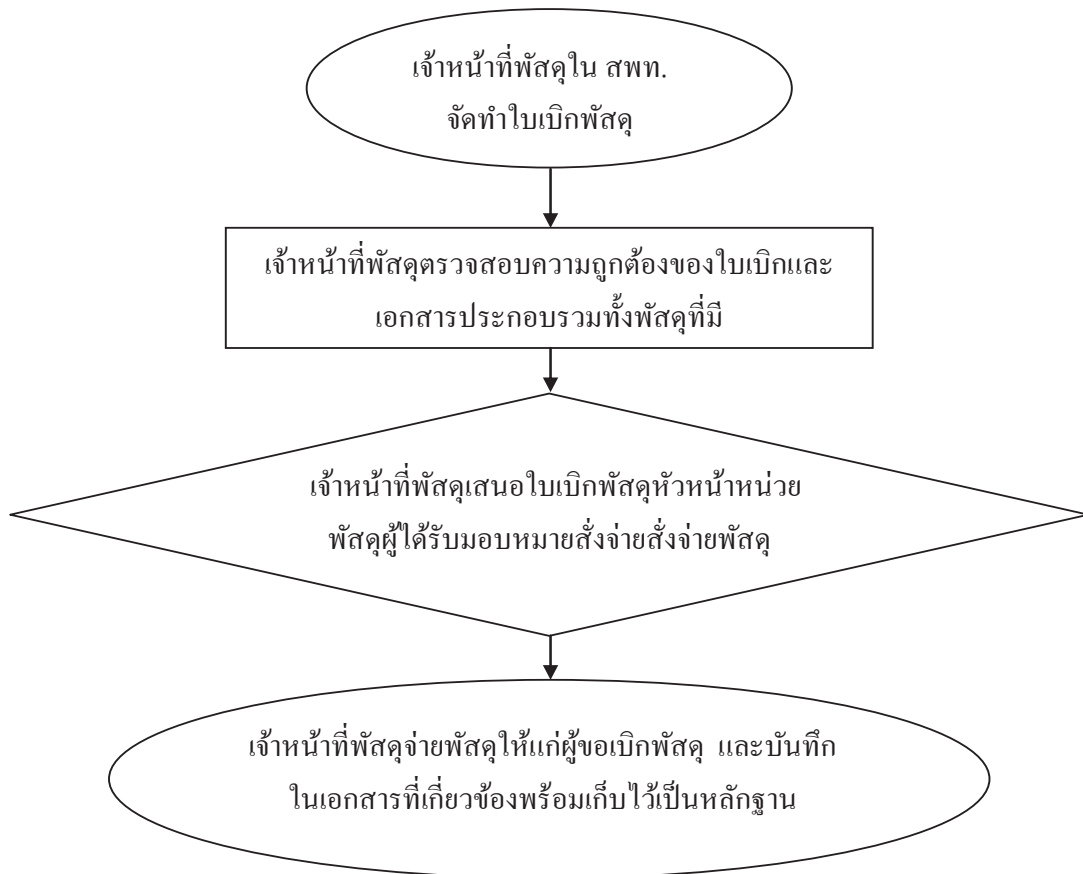 เจ้าหน้าที่พัสดุใน สพท.
จัดทำใบเบิกพัสดุ
เจ้าหน้าที่พัสดุตรวจสอบความถูกต้องของใบเบิกและ
เอกสารประกอบรวมทั้งพัสดุที่มี
เจ้าหน้าที่พัสดุเสนอใบเบิกพัสดุหัวหน้าหน่วย
พัสดุผู้ได้รับมอบหมายสั่งจ่ายสั่งจ่ายพัสดุ
เจ้าหน้าที่พัสดุจ่ายพัสดุให้แก่ผู้ขอเบิกพัสดุ และบันทึก
ในเอกสารที่เกี่ยวข้องพร้อมเก็บไว้เป็นหลักฐาน